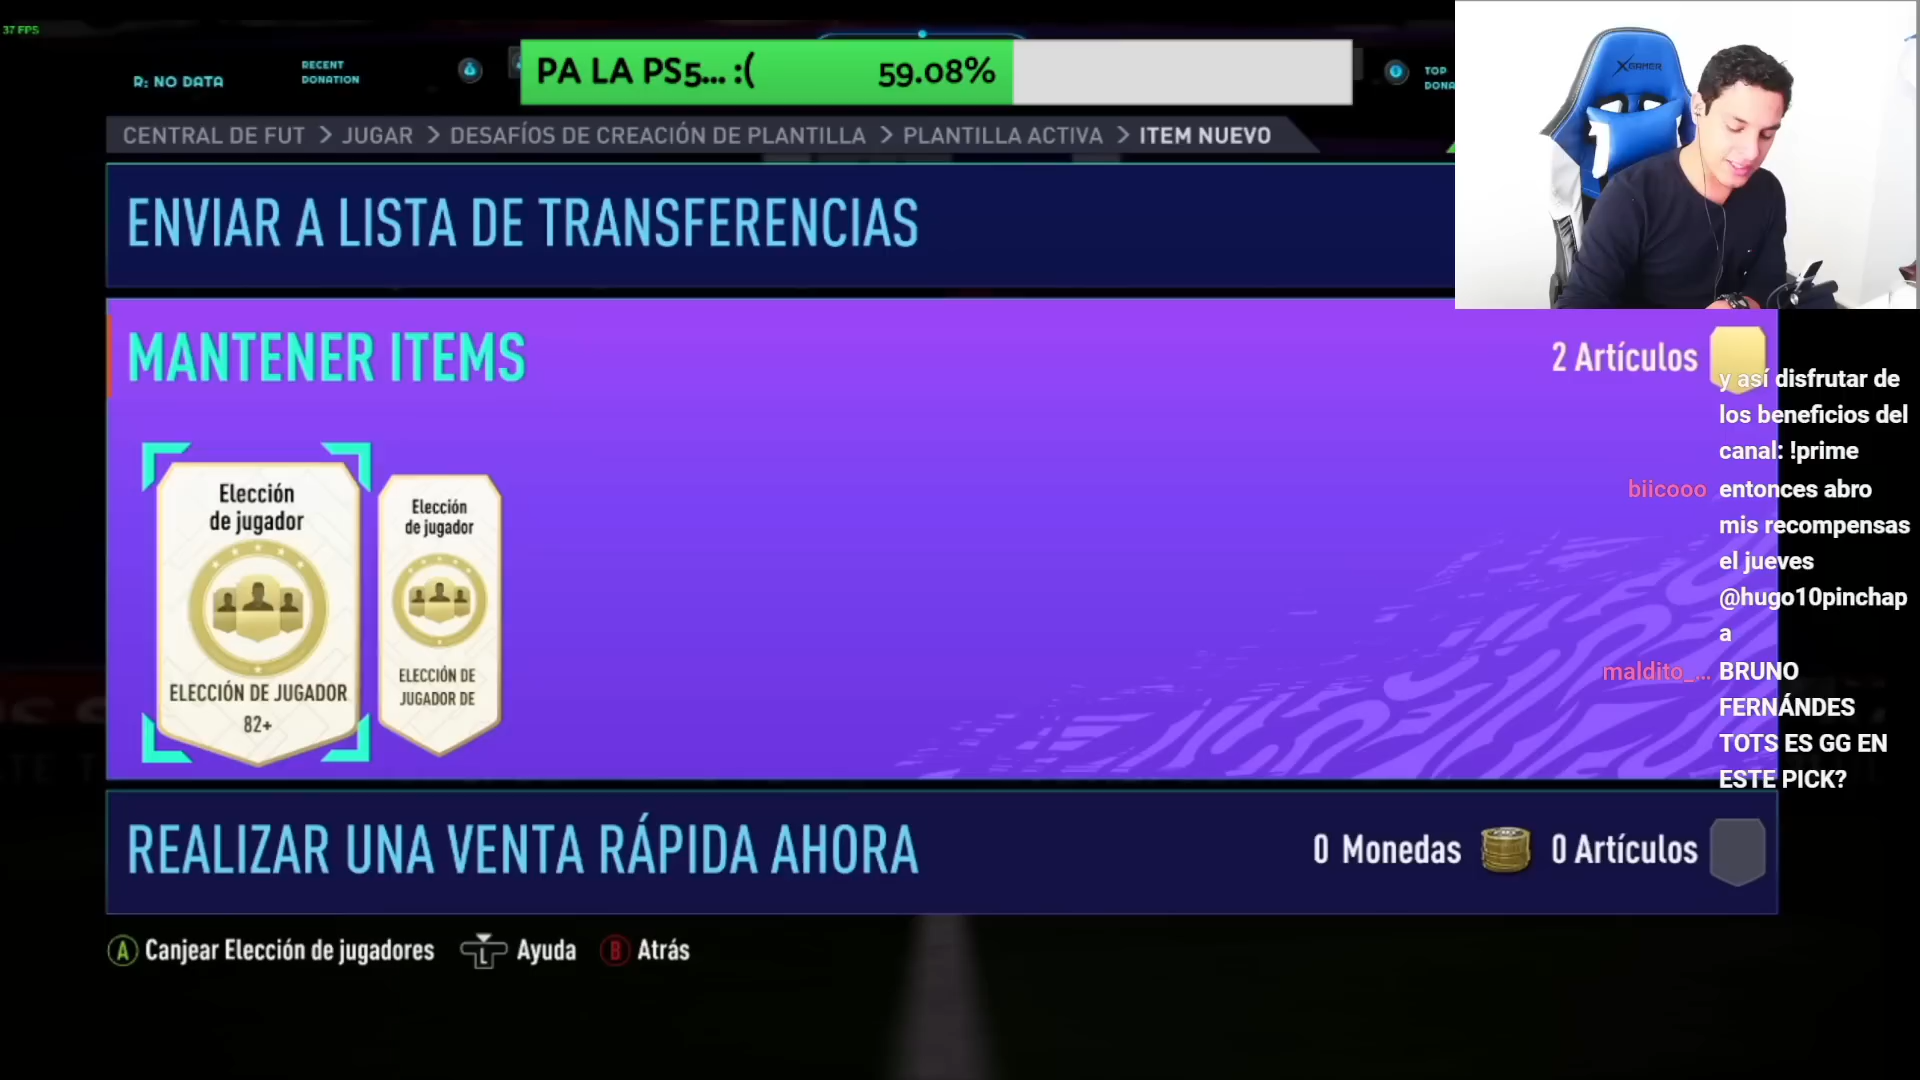 37 FPS
R: NO DATA
RECENT
DONATION
PA LA PS5... :( 59.08%
TOP
DONA
XGAMER
CENTRAL DE FUT > JUGAR > DESAFÍOS DE CREACIÓN DE PLANTILLA > PLANTILLA ACTIVA > ITEM NUEVO
ENVIAR A LISTA DE TRANSFERENCIAS
MANTENER ITEMS
2 Artículos
Elección
de jugador
ELECCIÓN DE JUGADOR
82+
Elección
de jugador
ELECCIÓN DE
JUGADOR DE
y así disfrutar de
los beneficios del
canal: !prime
biicooo entonces abro
mis recompensas
el jueves
@hugo10pinchap
a
maldito_... BRUNO
FERNÁNDES
TOTS ES GG EN
ESTE PICK?
REALIZAR UNA VENTA RÁPIDA AHORA
0 Monedas 0 Artículos
A Canjear Elección de jugadores L Ayuda B Atrás